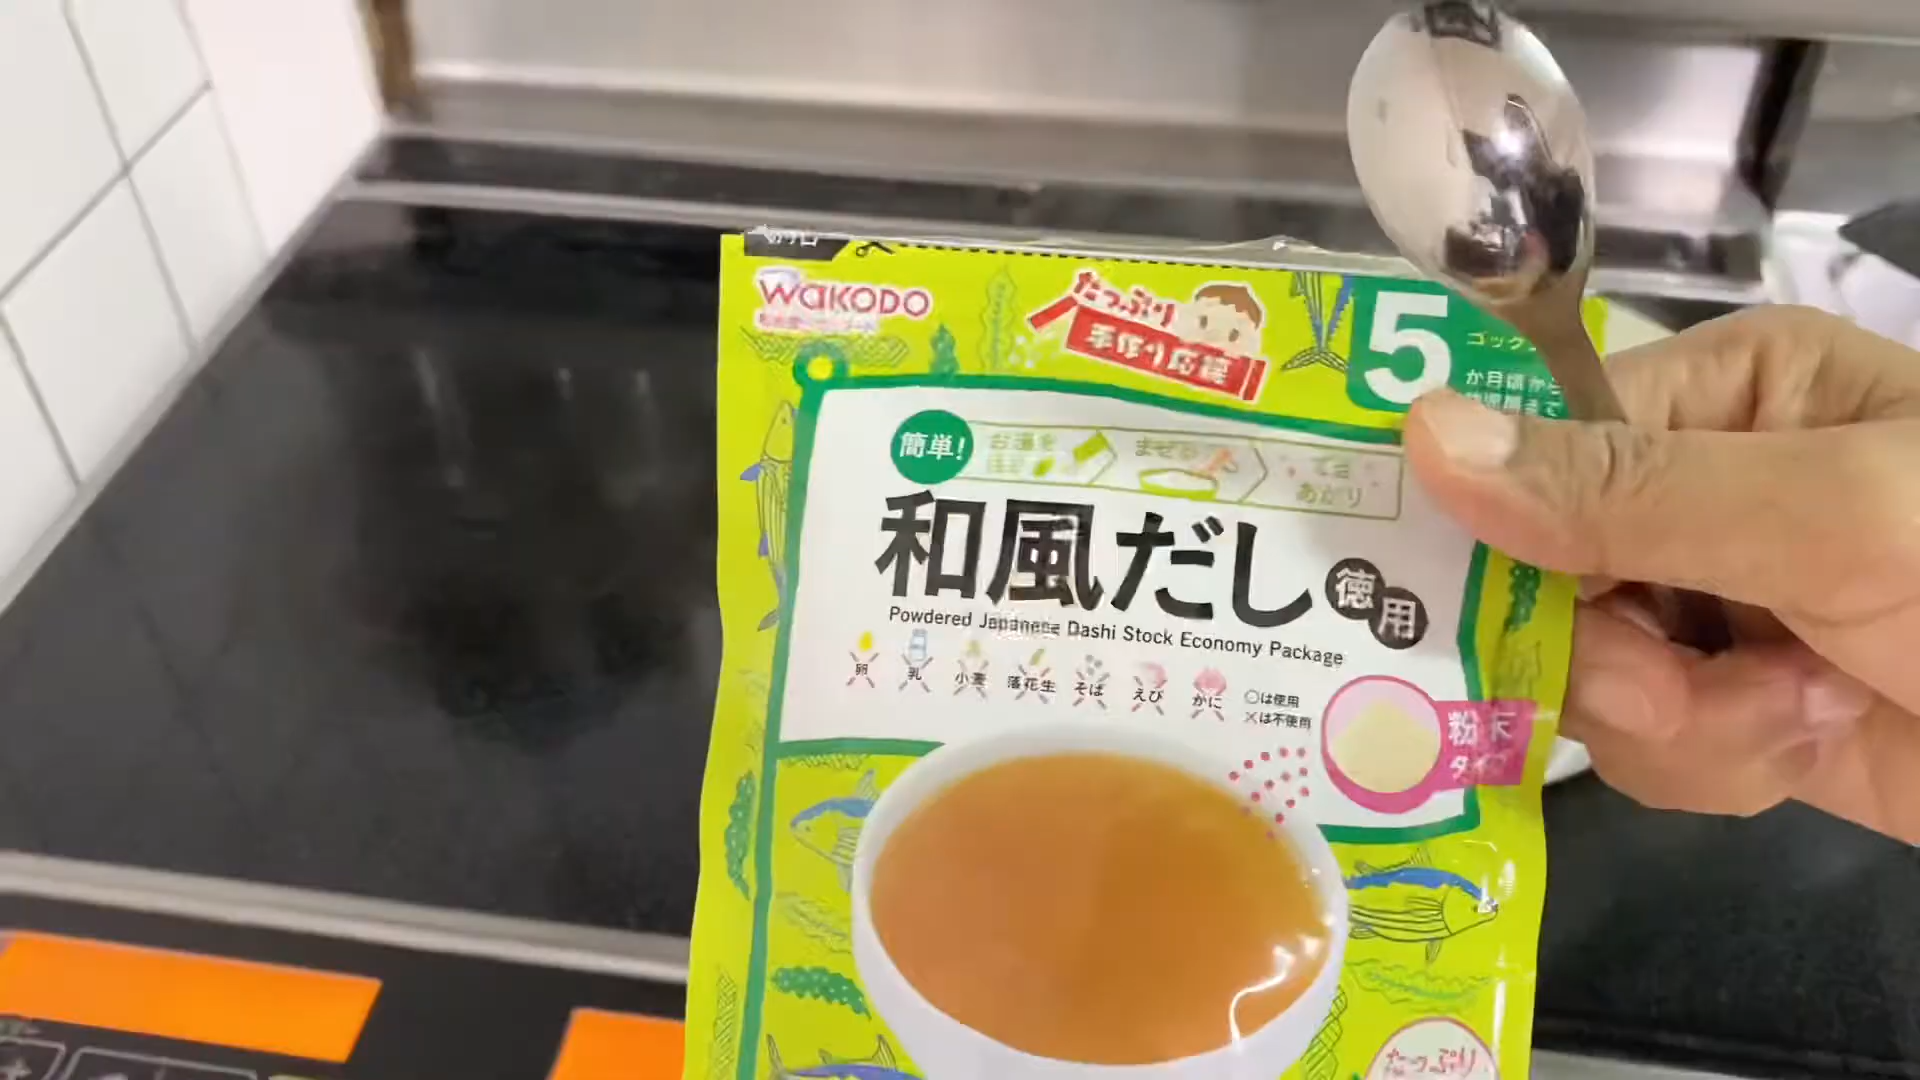 WAKODO
たっぷり
手作り応援
5
ゴック
か月頃から
簡単!
お湯を
まぜる
あがり
和風だし
徳用
Powdered Japanese Dashi Stock Economy Package
卵
乳
小麦
落花生
そば
えび
かに
○は使用
×は不使用
粉末
タイプ
たっぷり